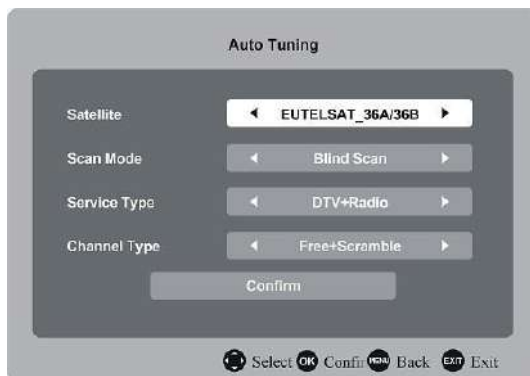 Auto Tuning
Satellite EUTELSAT_36A/36B
Scan Mode Blind Scan
Service Type DTV+Radio
Channel Type Free+Scramble
Confirm
Select OK Confir MENU Back EXIT Exit